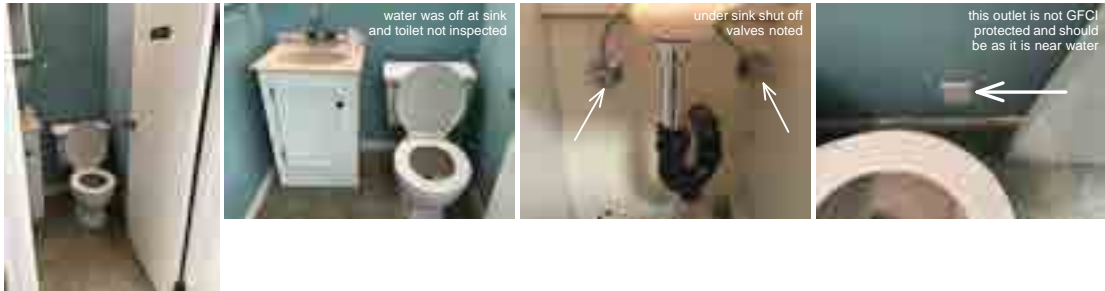 water was off at sink
and toilet not inspected
under sink shut off
valves noted
this outlet is not GFCI
protected and should
be as it is near water